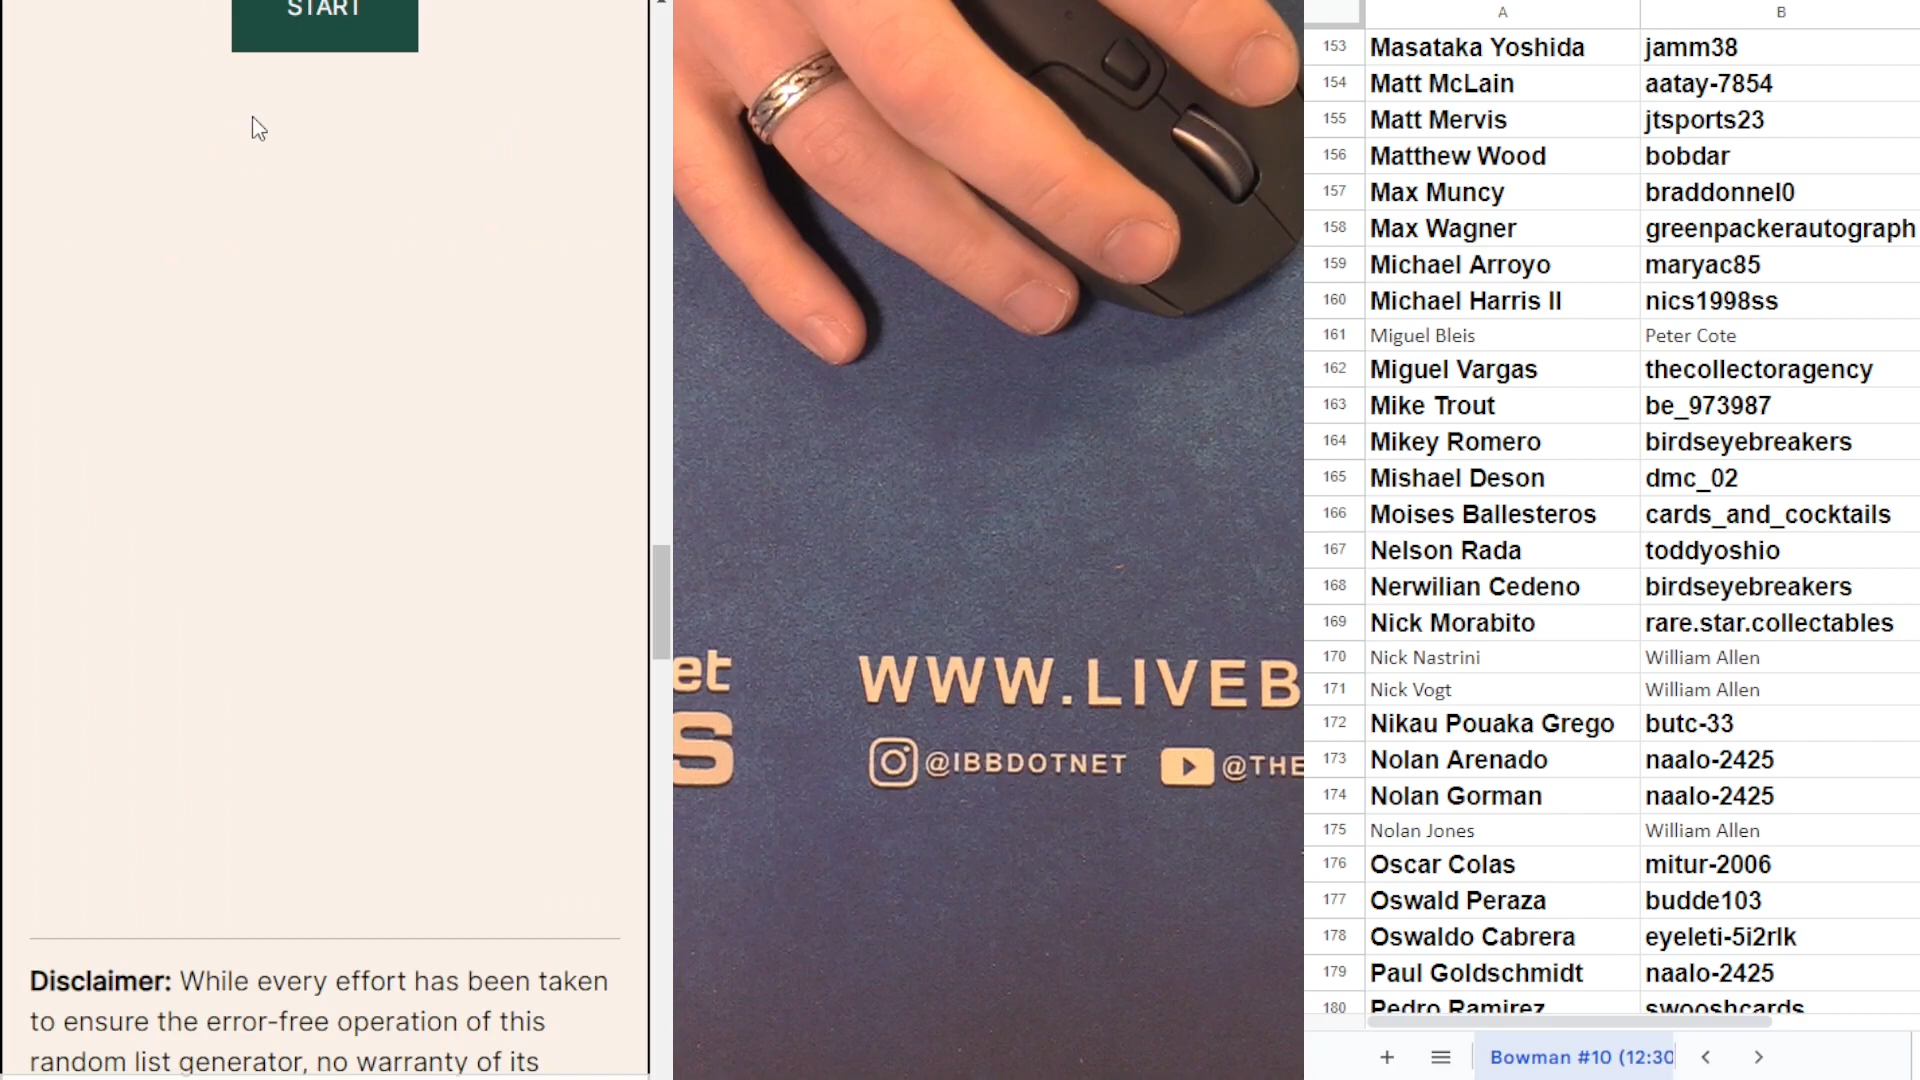 START
Disclaimer: While every effort has been taken
to ensure the error-free operation of this
random list generator, no warranty of its
et
S
WWW.LIVEB
@IBBDOTNET
@THE
A B
153 Masataka Yoshida jamm38
154 Matt McLain aatay-7854
155 Matt Mervis jtsports23
156 Matthew Wood bobdar
157 Max Muncy braddonnel0
158 Max Wagner greenpackerautograph
159 Michael Arroyo maryac85
160 Michael Harris II nics1998ss
161 Miguel Bleis Peter Cote
162 Miguel Vargas thecollectoragency
163 Mike Trout be_973987
164 Mikey Romero birdseyebreakers
165 Mishael Deson dmc_02
166 Moises Ballesteros cards_and_cocktails
167 Nelson Rada toddyoshio
168 Nerwilian Cedeno birdseyebreakers
169 Nick Morabito rare.star.collectables
170 Nick Nastrini William Allen
171 Nick Vogt William Allen
172 Nikau Pouaka Grego butc-33
173 Nolan Arenado naalo-2425
174 Nolan Gorman naalo-2425
175 Nolan Jones William Allen
176 Oscar Colas mitur-2006
177 Oswald Peraza budde103
178 Oswaldo Cabrera eyeleti-5i2rlk
179 Paul Goldschmidt naalo-2425
180 Pedro Ramirez swooshcards
Bowman #10 (12:30